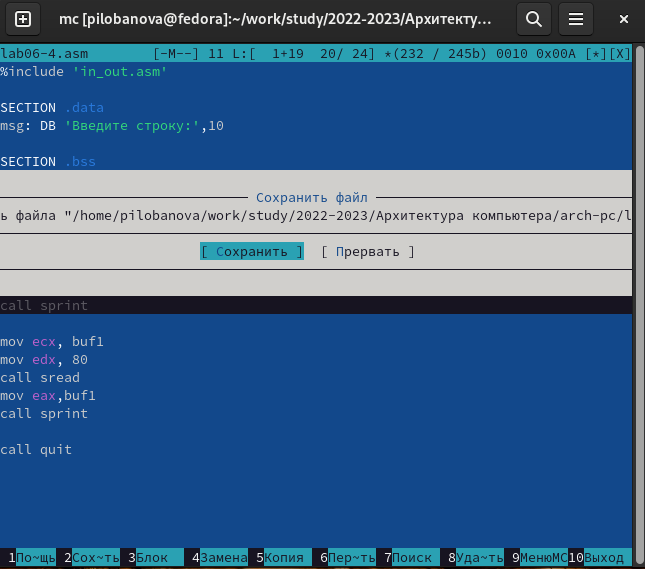 mc [pilobanova@fedora]:~/work/study/2022-2023/Архитекту...
lab06-4.asm [-M--] 11 L:[ 1+19 20/ 24] *(232 / 245b) 0010 0x00A [*][X]
%include 'in_out.asm'
SECTION .data
msg: DB 'Введите строку:',10
SECTION .bss
Сохранить файл
ь файла "/home/pilobanova/work/study/2022-2023/Архитектура компьютера/arch-pc/l
[ Сохранить ] [ Прервать ]
call sprint
mov ecx, buf1
mov edx, 80
call sread
mov eax,buf1
call sprint
call quit
1По~щь 2Сох~ть 3Блок 4Замена 5Копия 6Пер~ть 7Поиск 8Уда~ть 9МенюMC 10Выход